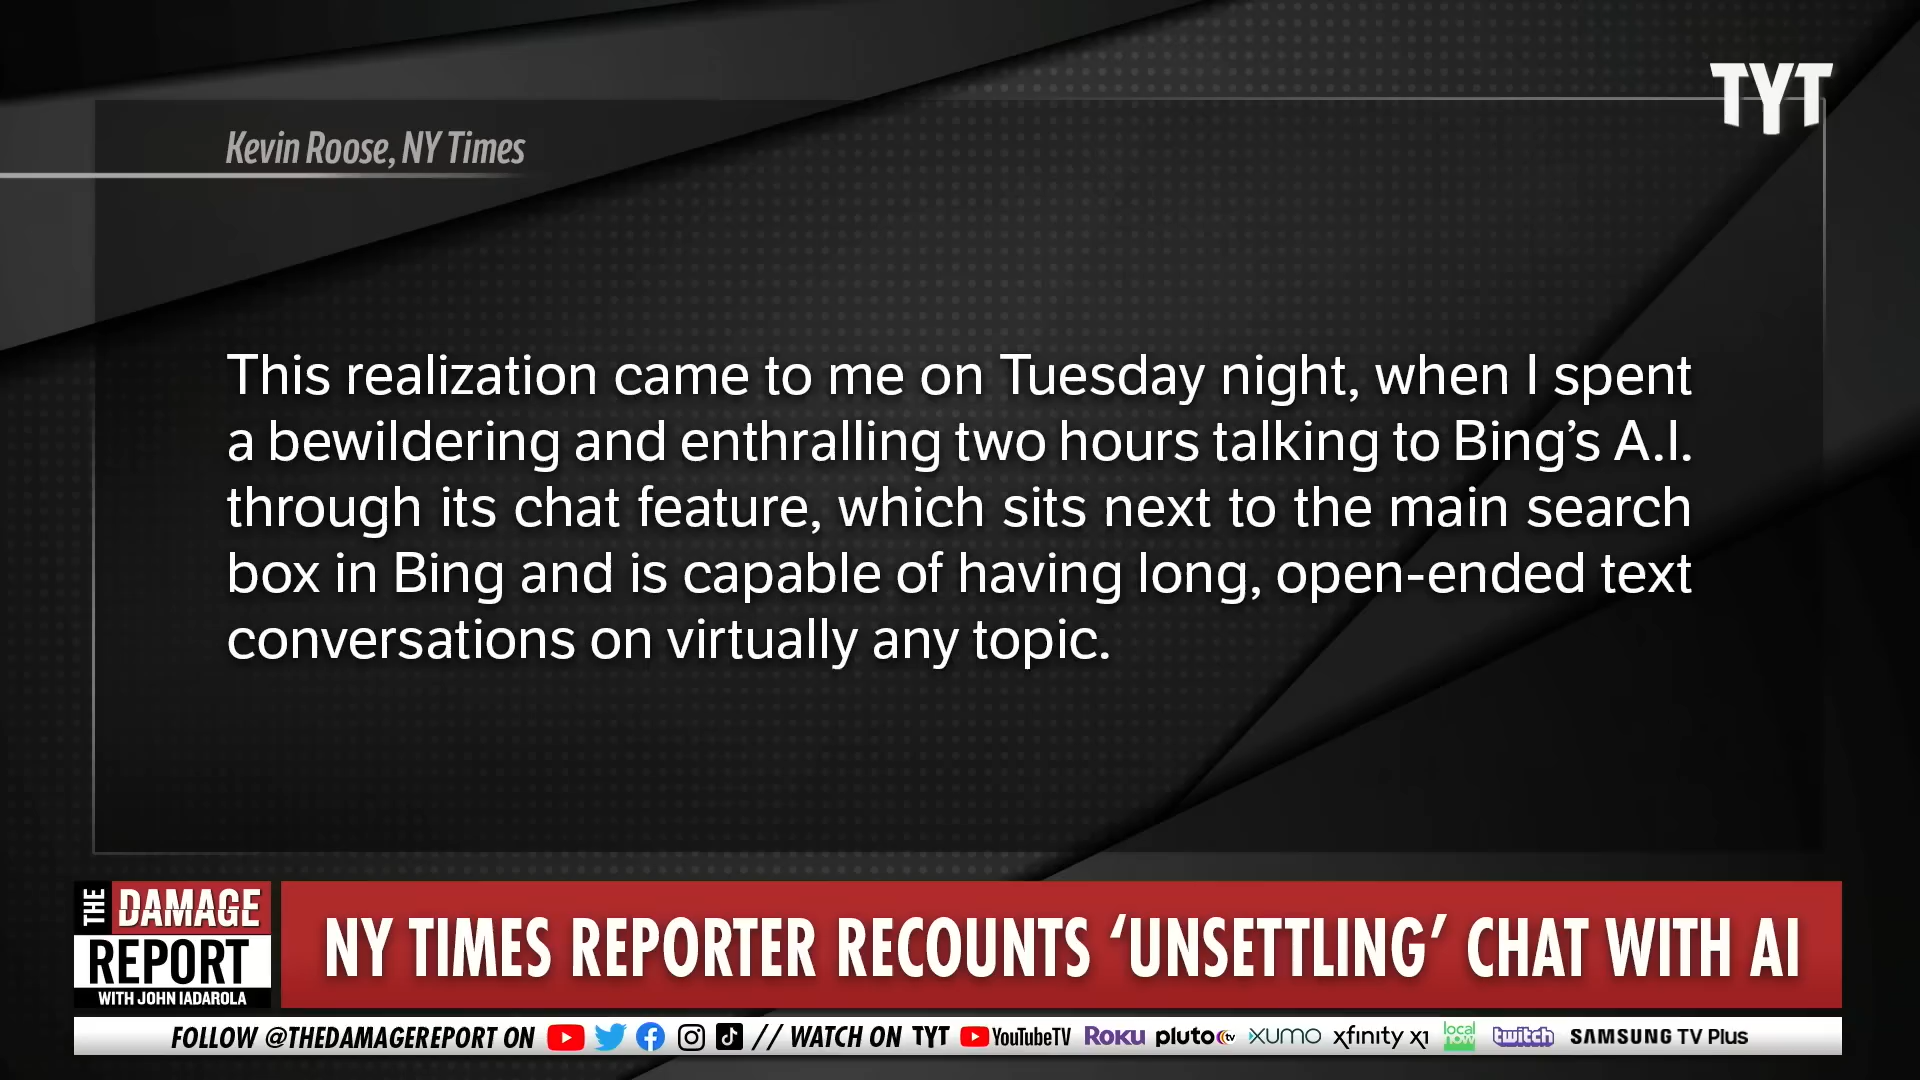 TYT
Kevin Roose, NY Times
This realization came to me on Tuesday night, when I spent
a bewildering and enthralling two hours talking to Bing’s A.I.
through its chat feature, which sits next to the main search
box in Bing and is capable of having long, open-ended text
conversations on virtually any topic.
THE DAMAGE
REPORT
WITH JOHN IADAROLA
NY TIMES REPORTER RECOUNTS ‘UNSETTLING’ CHAT WITH AI
FOLLOW @THEDAMAGEREPORT ON // WATCH ON TYT YouTubeTV ROKU pluto tv XUMO xfinity x1 local now twitch SAMSUNG TV Plus